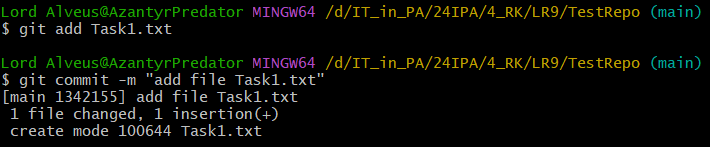 Lord Alveus@AzantyrPredator MINGW64 /d/IT_in_PA/24IPA/4_RK/LR9/TestRepo (main)
$ git add Task1.txt
Lord Alveus@AzantyrPredator MINGW64 /d/IT_in_PA/24IPA/4_RK/LR9/TestRepo (main)
$ git commit -m "add file Task1.txt"
[main 1342155] add file Task1.txt
 1 file changed, 1 insertion(+)
 create mode 100644 Task1.txt